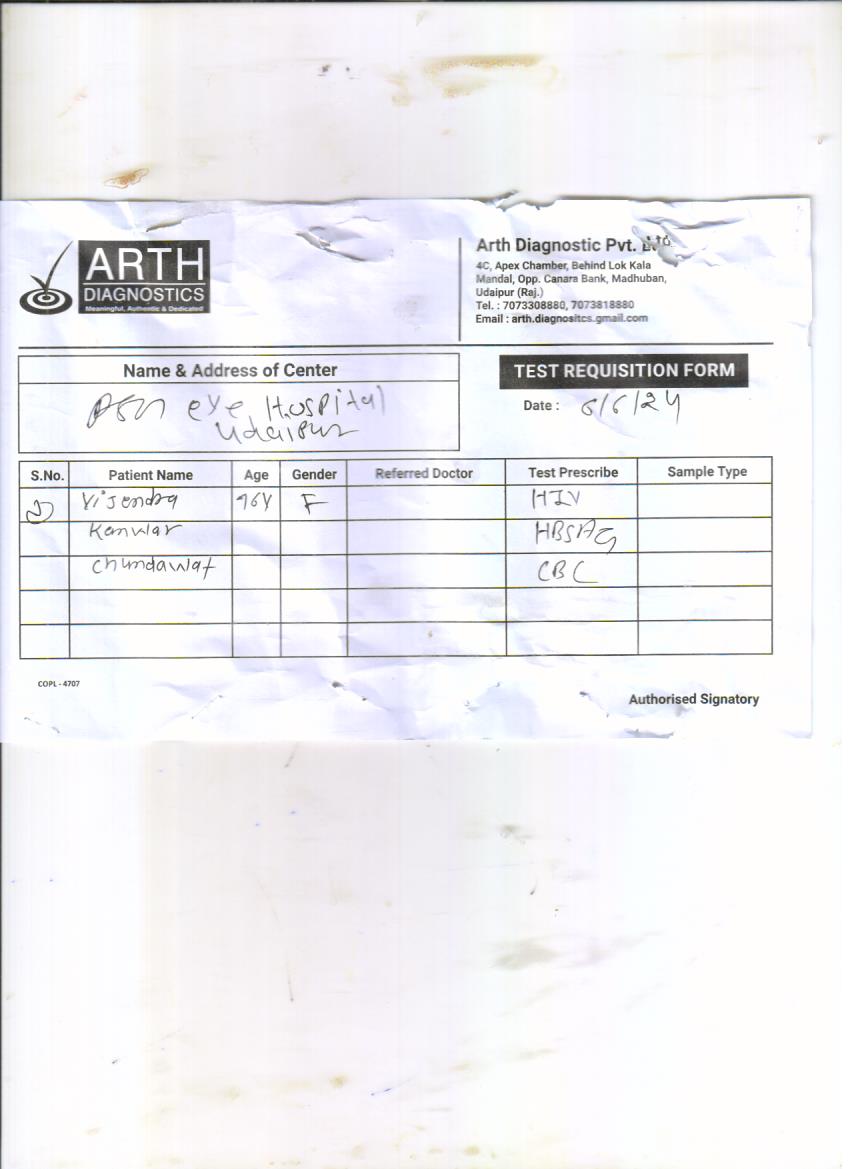 ARTH
DIAGNOSTICS
Meaningful, Authentic & Dedicated
Arth Diagnostic Pvt.
4C, Apex Chamber, Behind Lok Kala
Mandal, Opp. Canara Bank, Madhuban,
Udaipur (Raj.)
Tel. : 7073308880, 7073818880
Email : arth.diagnositcs.gmail.com
Name & Address of Center
eye Hospital
Udaipur
TEST REQUISITION FORM
Date : 6/6/24
S.No. Patient Name Age Gender Referred Doctor Test Prescribe Sample Type
Yijendra F HIV
Kanwar HBSAG
Chundawat CBC
COPL - 4707
Authorised Signatory